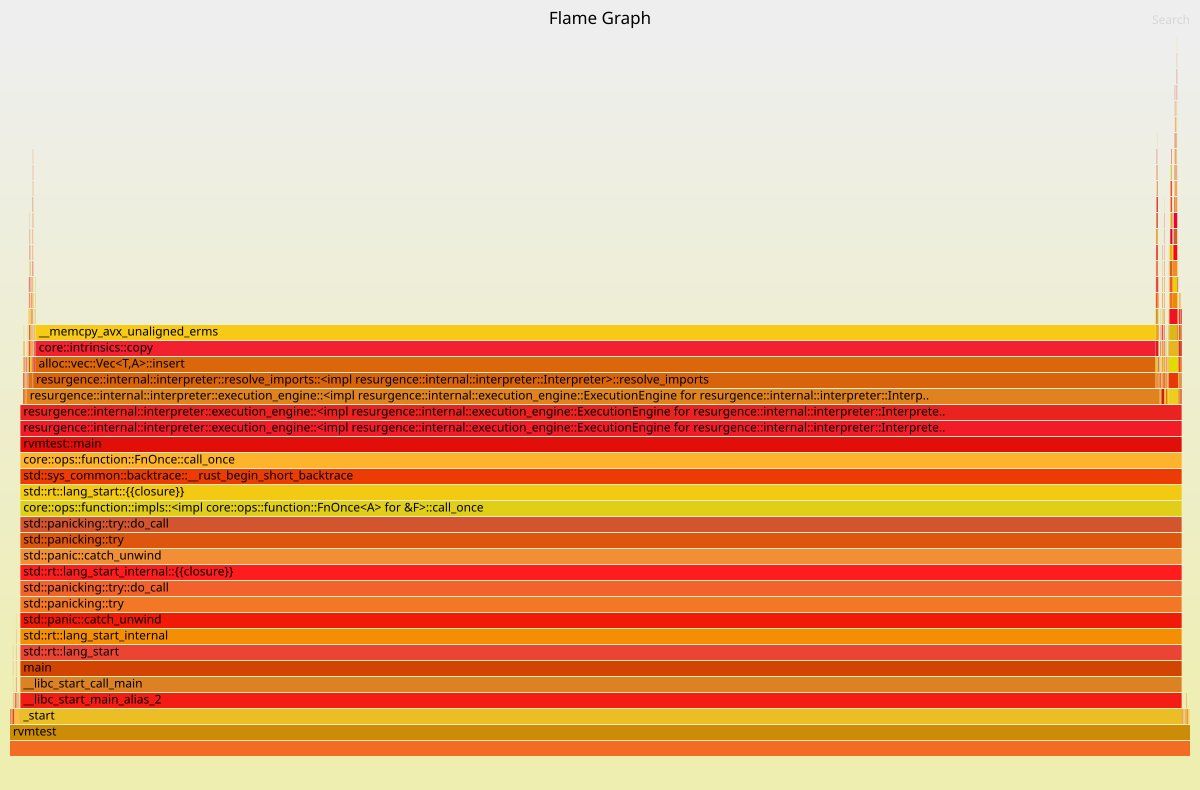 Flame Graph
Search
__memcpy_avx_unaligned_erms
core::intrinsics::copy
alloc::vec::Vec<T,A>::insert
resurgence::internal::interpreter::resolve_imports::<impl resurgence::internal::interpreter::Interpreter>::resolve_imports
resurgence::internal::interpreter::execution_engine::<impl resurgence::internal::execution_engine::ExecutionEngine for resurgence::internal::interpreter::Interp..
resurgence::internal::interpreter::execution_engine::<impl resurgence::internal::execution_engine::ExecutionEngine for resurgence::internal::interpreter::Interprete..
resurgence::internal::interpreter::execution_engine::<impl resurgence::internal::execution_engine::ExecutionEngine for resurgence::internal::interpreter::Interprete..
rvmtest::main
core::ops::function::FnOnce::call_once
std::sys_common::backtrace::__rust_begin_short_backtrace
std::rt::lang_start::{{closure}}
core::ops::function::impls::<impl core::ops::function::FnOnce<A> for &F>::call_once
std::panicking::try::do_call
std::panicking::try
std::panic::catch_unwind
std::rt::lang_start_internal::{{closure}}
std::panicking::try::do_call
std::panicking::try
std::panic::catch_unwind
std::rt::lang_start_internal
std::rt::lang_start
main
__libc_start_call_main
__libc_start_main_alias_2
_start
rvmtest